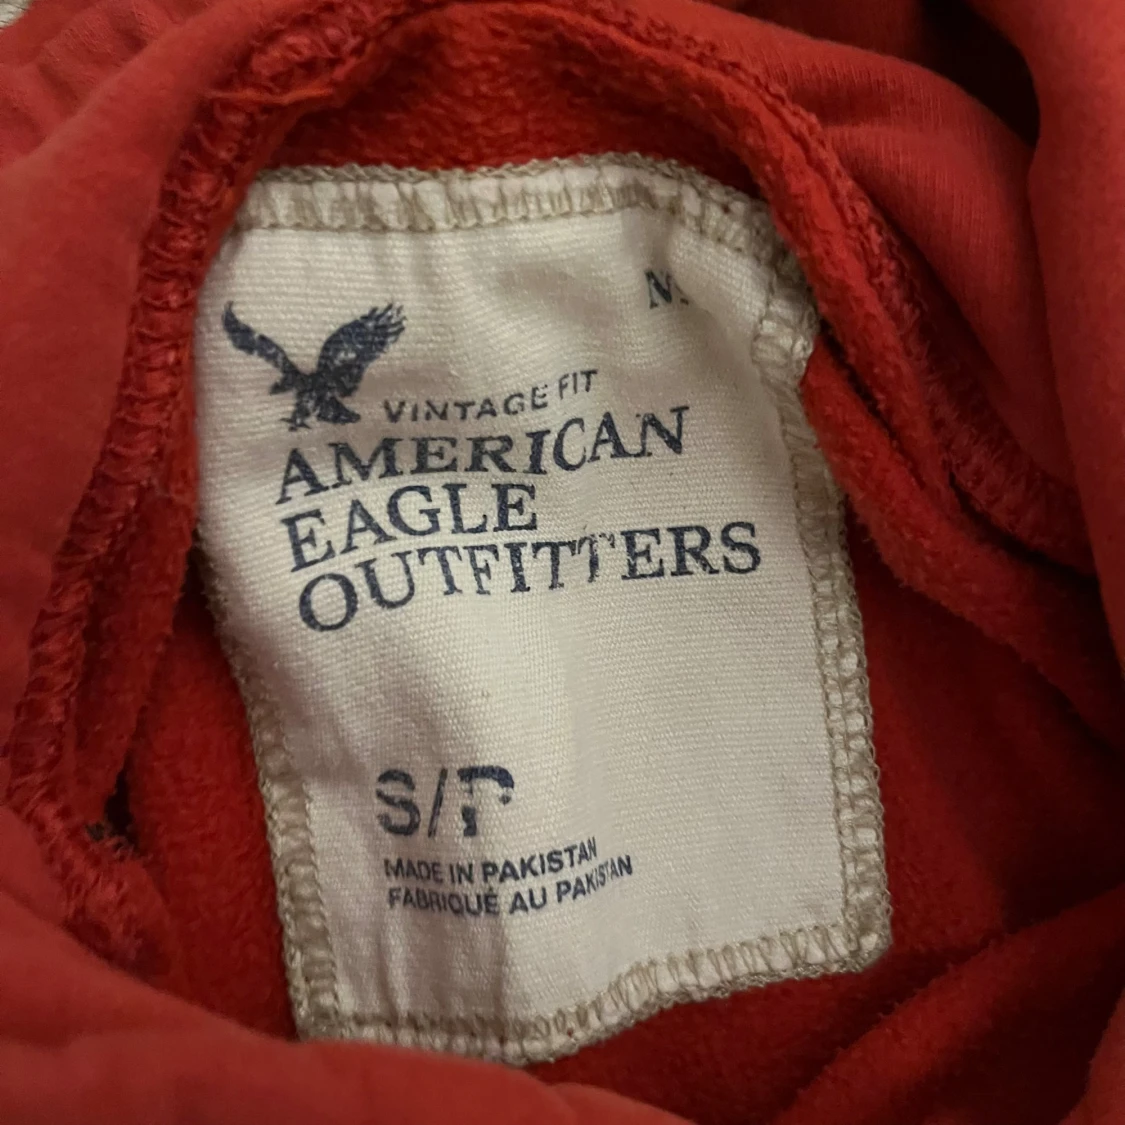 VINTAGE FIT
AMERICAN
EAGLE
OUTFITTERS
S/P
MADE IN PAKISTAN
FABRIQUÉ AU PAKISTAN